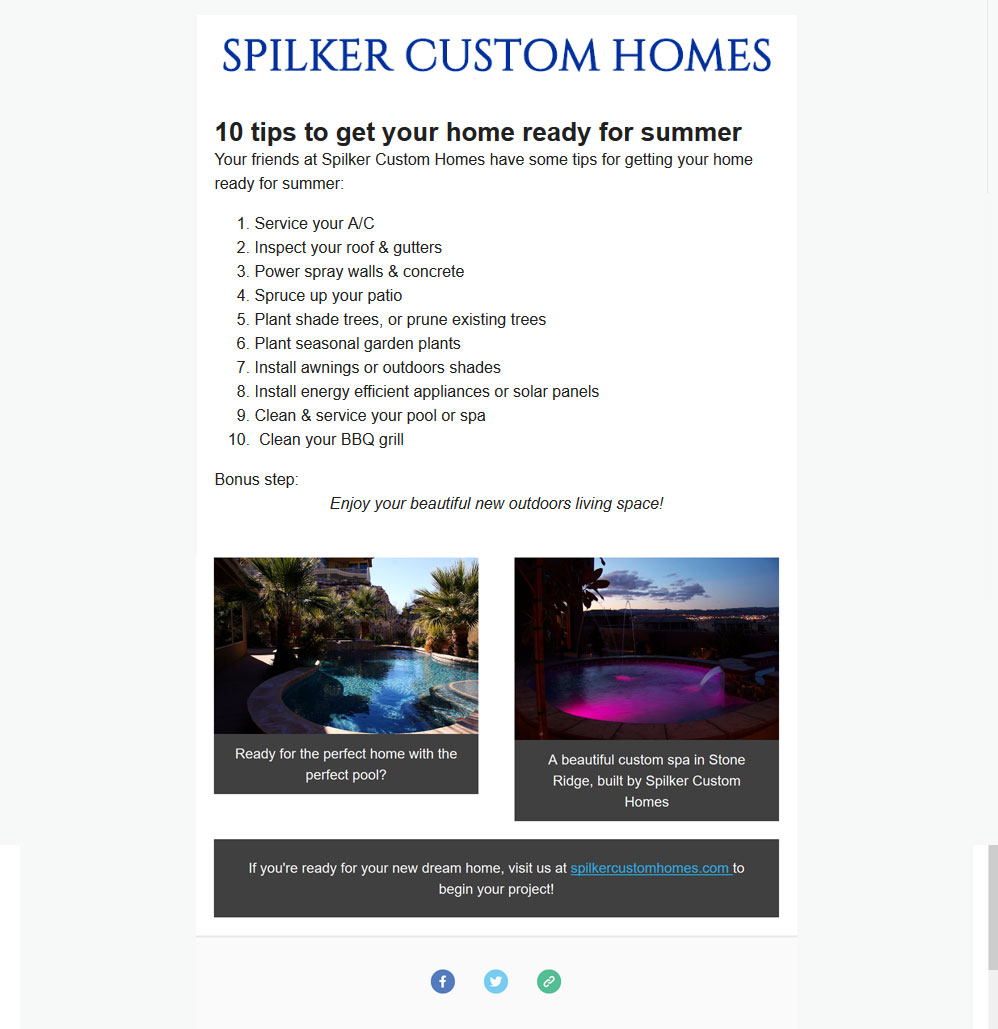 SPILKER CUSTOM HOMES
10 tips to get your home ready for summer
Your friends at Spilker Custom Homes have some tips for getting your home
ready for summer:
1. Service your A/C
2. Inspect your roof & gutters
3. Power spray walls & concrete
4. Spruce up your patio
5. Plant shade trees, or prune existing trees
6. Plant seasonal garden plants
7. Install awnings or outdoors shades
8. Install energy efficient appliances or solar panels
9. Clean & service your pool or spa
10. Clean your BBQ grill
Bonus step:
Enjoy your beautiful new outdoors living space!
Ready for the perfect home with the
perfect pool?
A beautiful custom spa in Stone
Ridge, built by Spilker Custom
Homes
If you're ready for your new dream home, visit us at spilkercustomhomes.com to
begin your project!